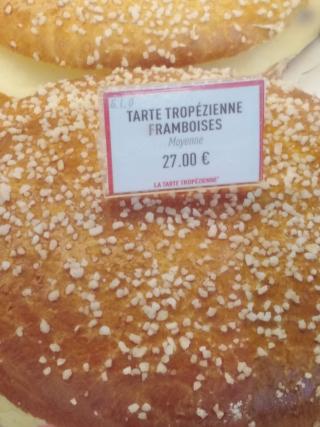 G.L.O
TARTE TROPÉZIENNE
FRAMBOISES
Moyenne
27.00 €
LA TARTE TROPÉZIENNE